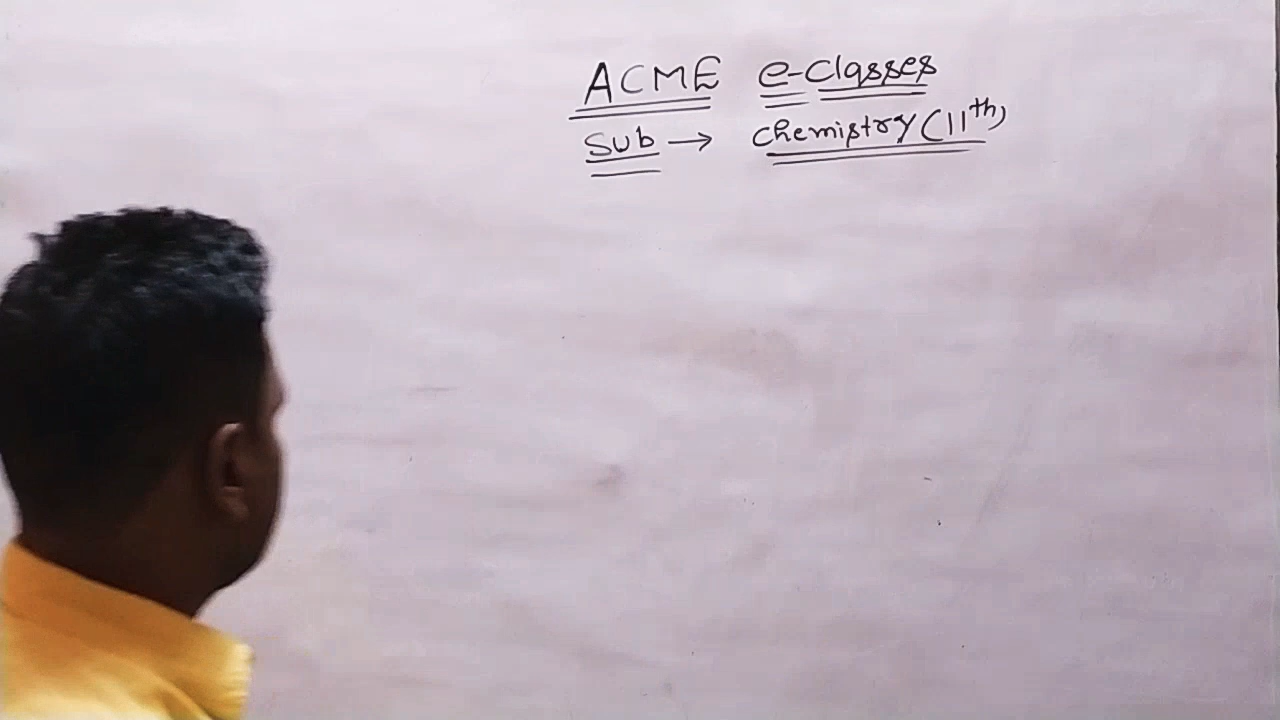 ACME e-classes
Sub → chemistry (11th)